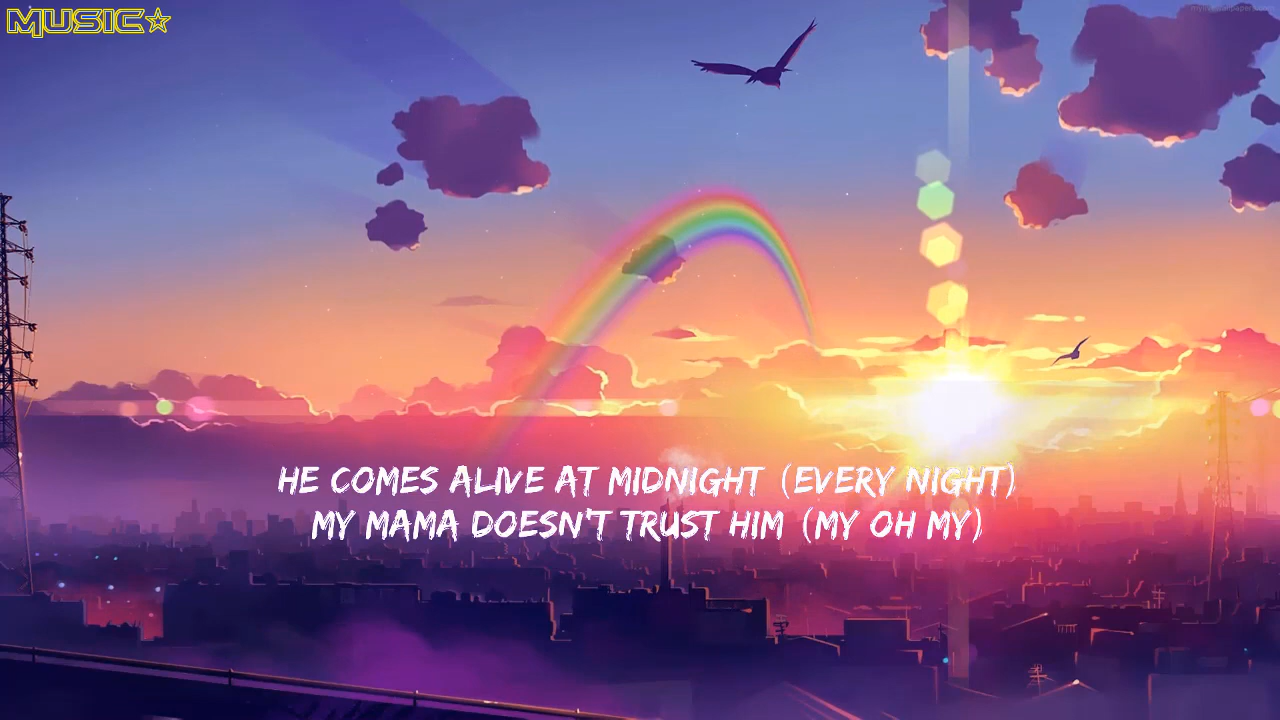 MUSIC☆
HE COMES ALIVE AT MIDNIGHT (EVERY NIGHT)
MY MAMA DOESN'T TRUST HIM (MY OH MY)